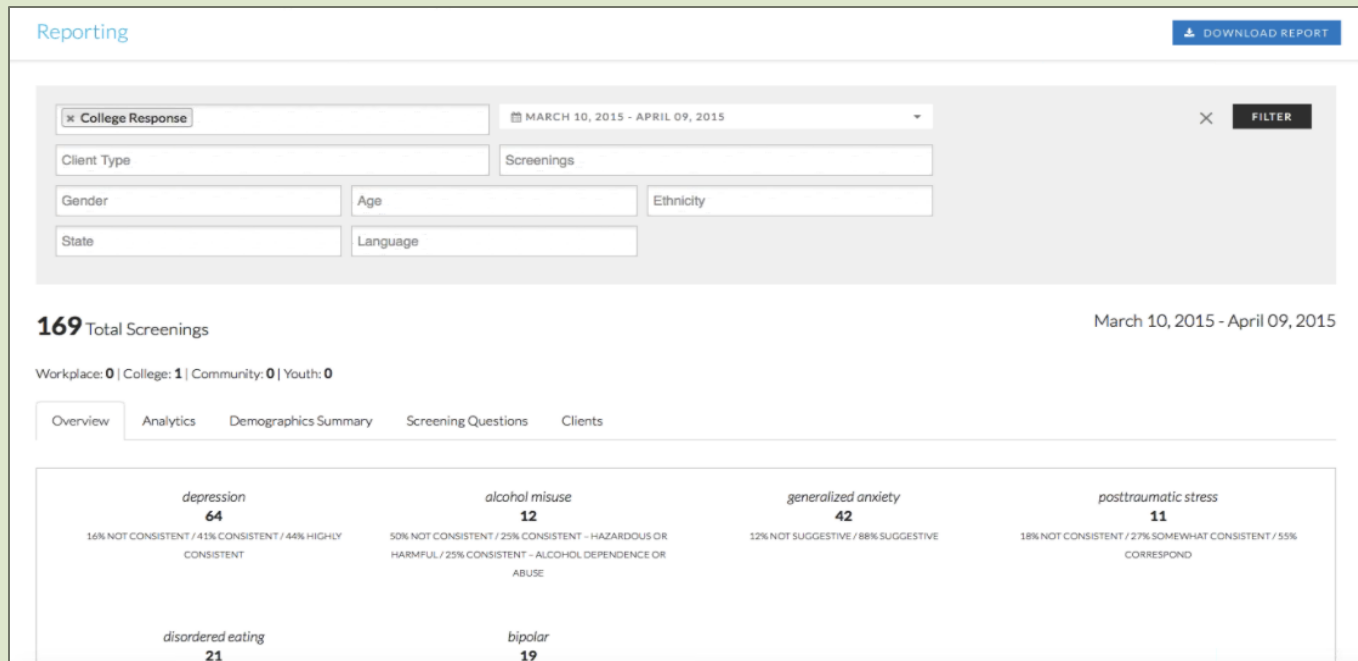 Reporting
DOWNLOAD REPORT
× College Response
MARCH 10, 2015 - APRIL 09, 2015
FILTER
Client Type
Screenings
Gender
Age
Ethnicity
State
Language
169 Total Screenings
March 10, 2015 - April 09, 2015
Workplace: 0 | College: 1 | Community: 0 | Youth: 0
Overview
Analytics
Demographics Summary
Screening Questions
Clients
depression
64
16% NOT CONSISTENT / 41% CONSISTENT / 44% HIGHLY
CONSISTENT
alcohol misuse
12
50% NOT CONSISTENT / 25% CONSISTENT – HAZARDOUS OR
HARMFUL / 25% CONSISTENT – ALCOHOL DEPENDENCE OR
ABUSE
generalized anxiety
42
12% NOT SUGGESTIVE / 88% SUGGESTIVE
posttraumatic stress
11
18% NOT CONSISTENT / 27% SOMEWHAT CONSISTENT / 55%
CORRESPOND
disordered eating
21
bipolar
19